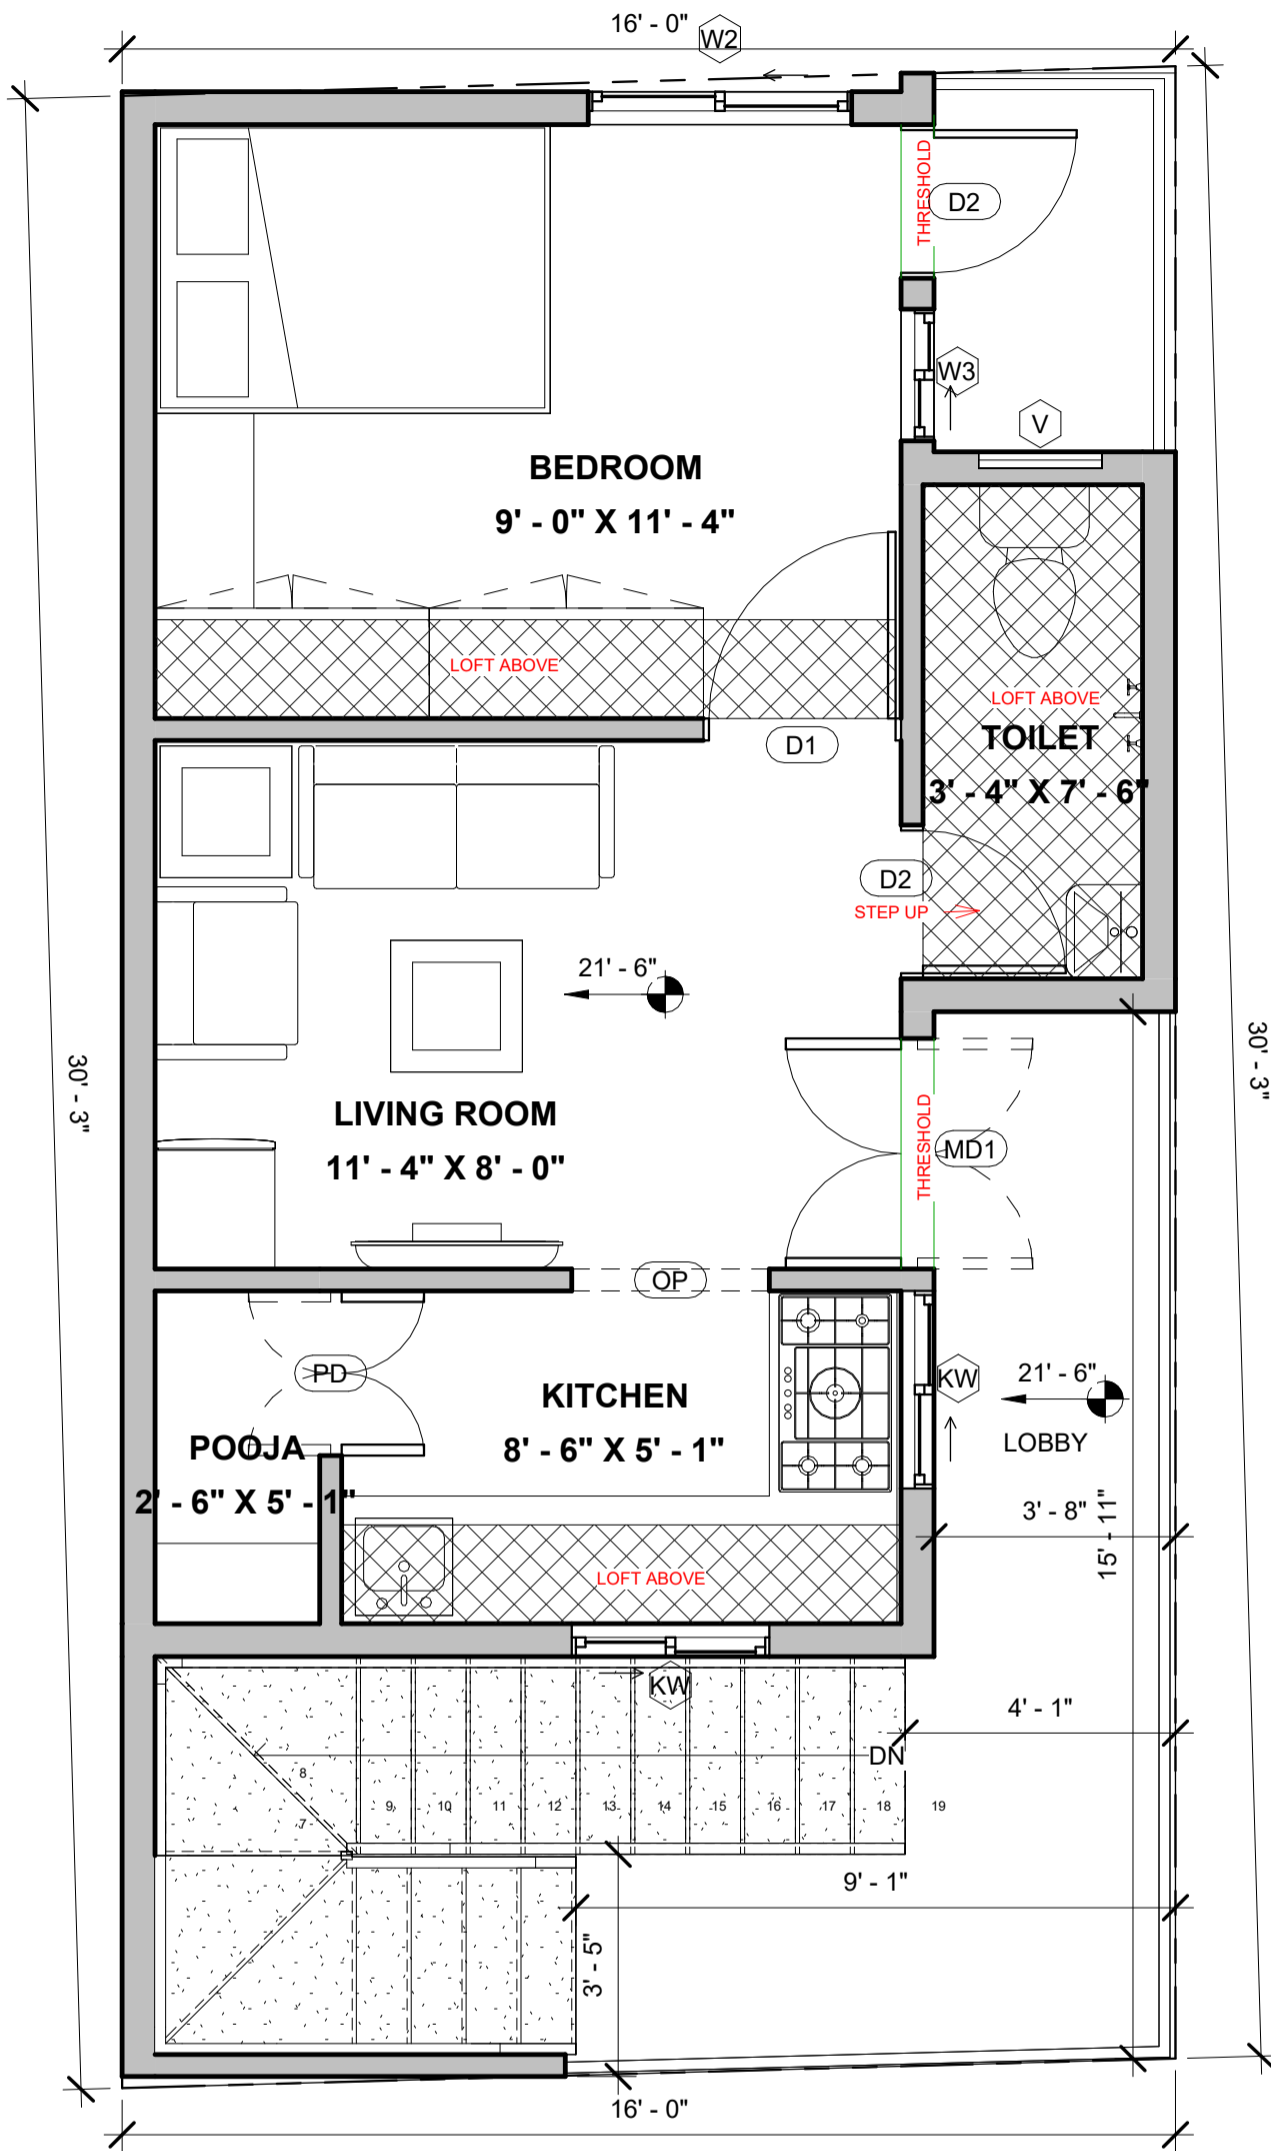 16' - 0"
W2
THRESHOLD
D2
W3
V
BEDROOM
9' - 0" X 11' - 4"
LOFT ABOVE
LOFT ABOVE
TOILET
3' - 4" X 7' - 6"
D1
D2
STEP UP
21' - 6"
30' - 3"
30' - 3"
LIVING ROOM
11' - 4" X 8' - 0"
THRESHOLD
MD1
OP
PD
KITCHEN
8' - 6" X 5' - 1"
POOJA
2' - 6" X 5' - 1"
KW
21' - 6"
LOBBY
3' - 8"
15' - 11"
LOFT ABOVE
KW
4' - 1"
DN
8
7
9
10
11
12
13
14
15
16
17
18
19
9' - 1"
3' - 5"
16' - 0"